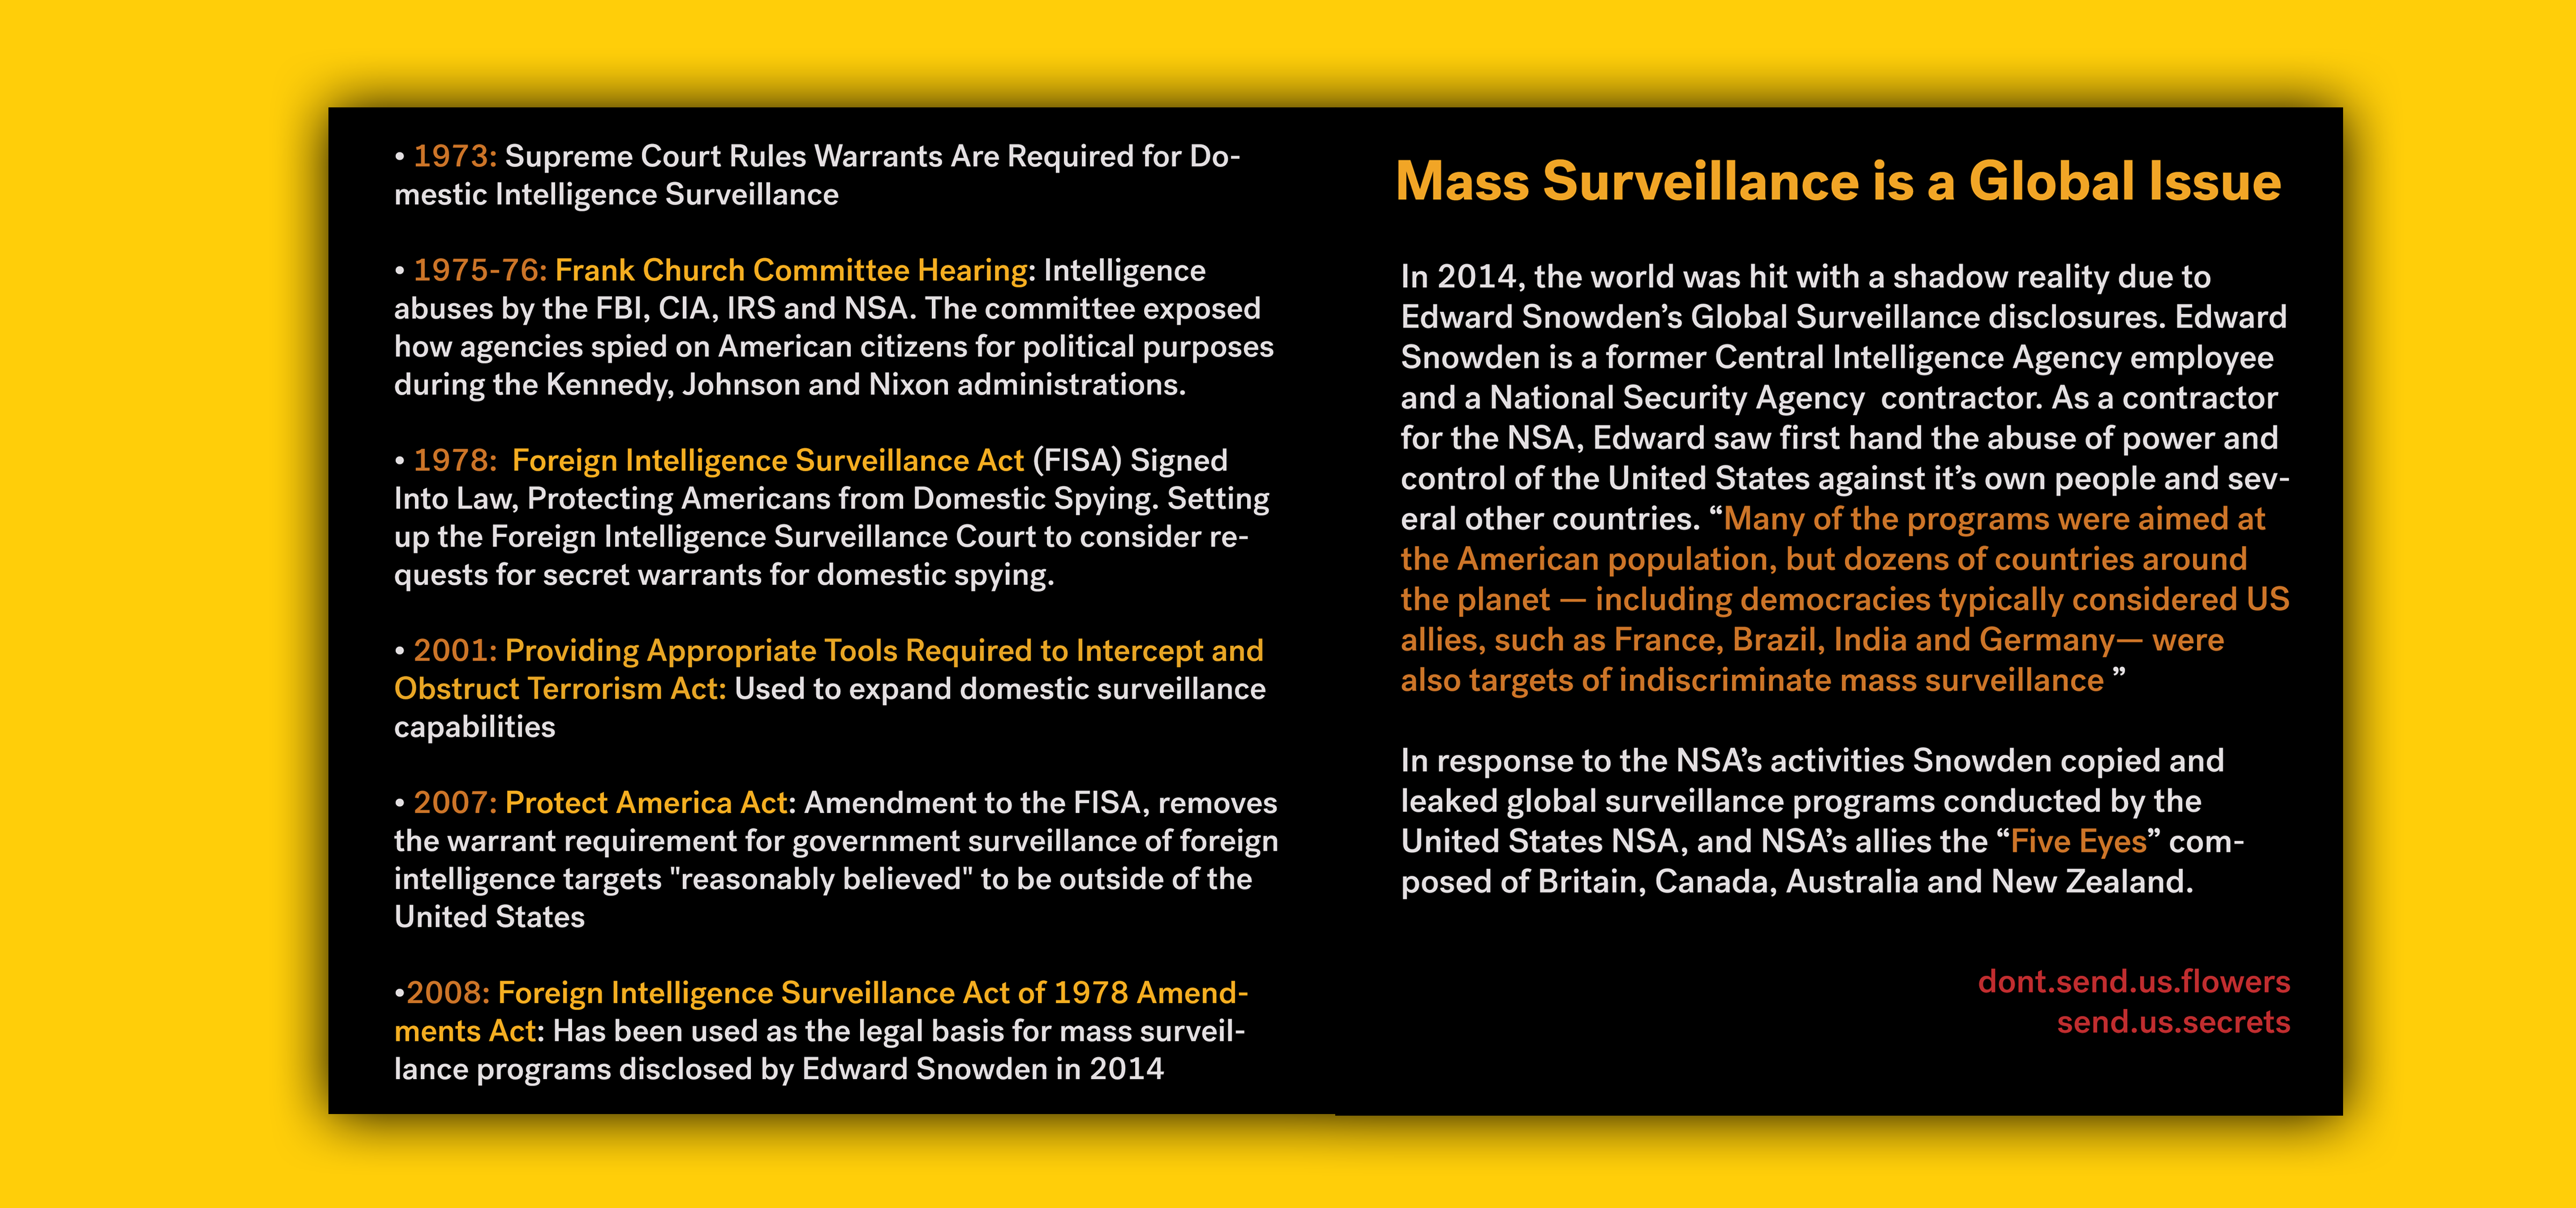 • 1973: Supreme Court Rules Warrants Are Required for Do-
mestic Intelligence Surveillance
• 1975-76: Frank Church Committee Hearing: Intelligence
abuses by the FBI, CIA, IRS and NSA. The committee exposed
how agencies spied on American citizens for political purposes
during the Kennedy, Johnson and Nixon administrations.
• 1978:  Foreign Intelligence Surveillance Act (FISA) Signed
Into Law, Protecting Americans from Domestic Spying. Setting
up the Foreign Intelligence Surveillance Court to consider re-
quests for secret warrants for domestic spying.
• 2001: Providing Appropriate Tools Required to Intercept and
Obstruct Terrorism Act: Used to expand domestic surveillance
capabilities
• 2007: Protect America Act: Amendment to the FISA, removes
the warrant requirement for government surveillance of foreign
intelligence targets "reasonably believed" to be outside of the
United States
•2008: Foreign Intelligence Surveillance Act of 1978 Amend-
ments Act: Has been used as the legal basis for mass surveil-
lance programs disclosed by Edward Snowden in 2014
Mass Surveillance is a Global Issue
In 2014, the world was hit with a shadow reality due to
Edward Snowden’s Global Surveillance disclosures. Edward
Snowden is a former Central Intelligence Agency employee
and a National Security Agency  contractor. As a contractor
for the NSA, Edward saw first hand the abuse of power and
control of the United States against it’s own people and sev-
eral other countries. “Many of the programs were aimed at
the American population, but dozens of countries around
the planet — including democracies typically considered US
allies, such as France, Brazil, India and Germany— were
also targets of indiscriminate mass surveillance ”
In response to the NSA’s activities Snowden copied and
leaked global surveillance programs conducted by the
United States NSA, and NSA’s allies the “Five Eyes” com-
posed of Britain, Canada, Australia and New Zealand.
dont.send.us.flowers
send.us.secrets